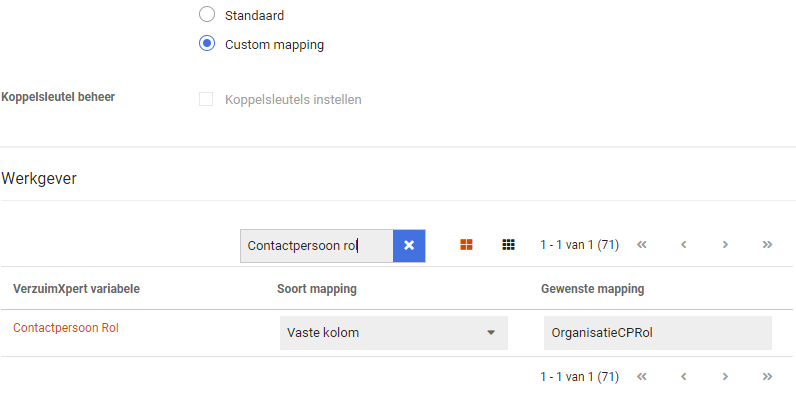 Standaard
Custom mapping
Koppelsleutel beheer
Koppelsleutels instellen
Werkgever
Contactpersoon rol
1 - 1 van 1 (71)
VerzuimXpert variabele Soort mapping Gewenste mapping
Contactpersoon Rol Vaste kolom OrganisatieCPRol
1 - 1 van 1 (71)